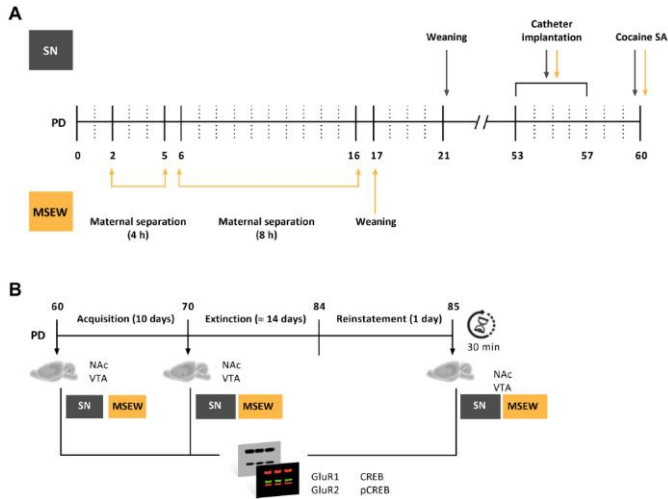 A
SN
Weaning
Catheter
implantation
Cocaine SA
PD
0 2 5 6 16 17 21 53 57 60
MSEW
Maternal separation
(4 h)
Maternal separation
(8 h)
Weaning
B
60 70 84 85
Acquisition (10 days) Extinction (≈ 14 days) Reinstatement (1 day)
PD
30 min
NAc
VTA
SN MSEW
NAc
VTA
SN MSEW
NAc
VTA
SN MSEW
GluR1 CREB
GluR2 pCREB